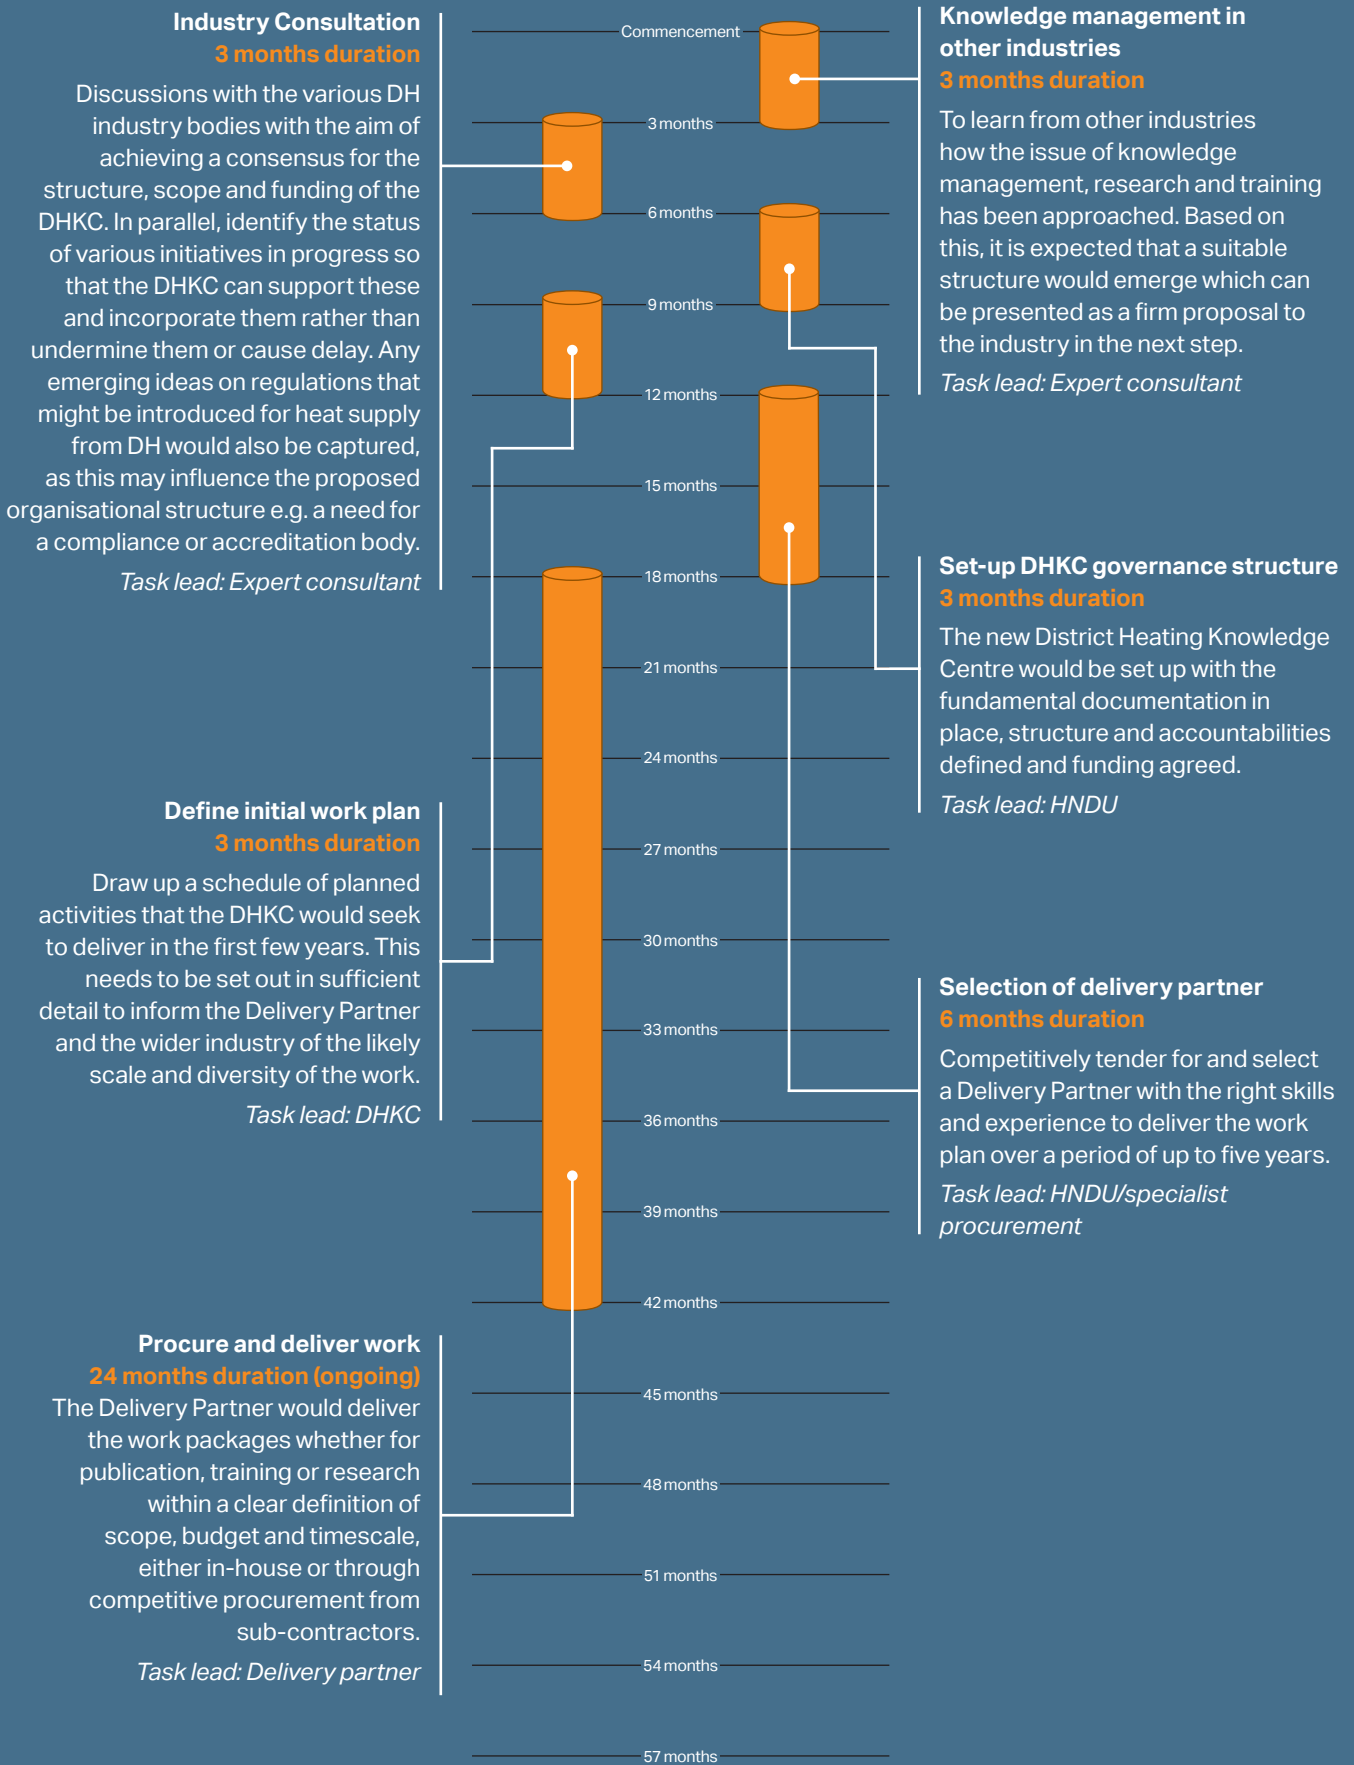 Industry Consultation
3 months duration
Discussions with the various DH
industry bodies with the aim of
achieving a consensus for the
structure, scope and funding of the
DHKC. In parallel, identify the status
of various initiatives in progress so
that the DHKC can support these
and incorporate them rather than
undermine them or cause delay. Any
emerging ideas on regulations that
might be introduced for heat supply
from DH would also be captured,
as this may influence the proposed
organisational structure e.g. a need for
a compliance or accreditation body.
Task lead: Expert consultant
Define initial work plan
3 months duration
Draw up a schedule of planned
activities that the DHKC would seek
to deliver in the first few years. This
needs to be set out in sufficient
detail to inform the Delivery Partner
and the wider industry of the likely
scale and diversity of the work.
Task lead: DHKC
Procure and deliver work
24 months duration (ongoing)
The Delivery Partner would deliver
the work packages whether for
publication, training or research
within a clear definition of
scope, budget and timescale,
either in-house or through
competitive procurement from
sub-contractors.
Task lead: Delivery partner
Commencement
3 months
6 months
9 months
12 months
15 months
18 months
21 months
24 months
27 months
30 months
33 months
36 months
39 months
42 months
45 months
48 months
51 months
54 months
57 months
Knowledge management in
other industries
3 months duration
To learn from other industries
how the issue of knowledge
management, research and training
has been approached. Based on
this, it is expected that a suitable
structure would emerge which can
be presented as a firm proposal to
the industry in the next step.
Task lead: Expert consultant
Set-up DHKC governance structure
3 months duration
The new District Heating Knowledge
Centre would be set up with the
fundamental documentation in
place, structure and accountabilities
defined and funding agreed.
Task lead: HNDU
Selection of delivery partner
6 months duration
Competitively tender for and select
a Delivery Partner with the right skills
and experience to deliver the work
plan over a period of up to five years.
Task lead: HNDU/specialist
procurement